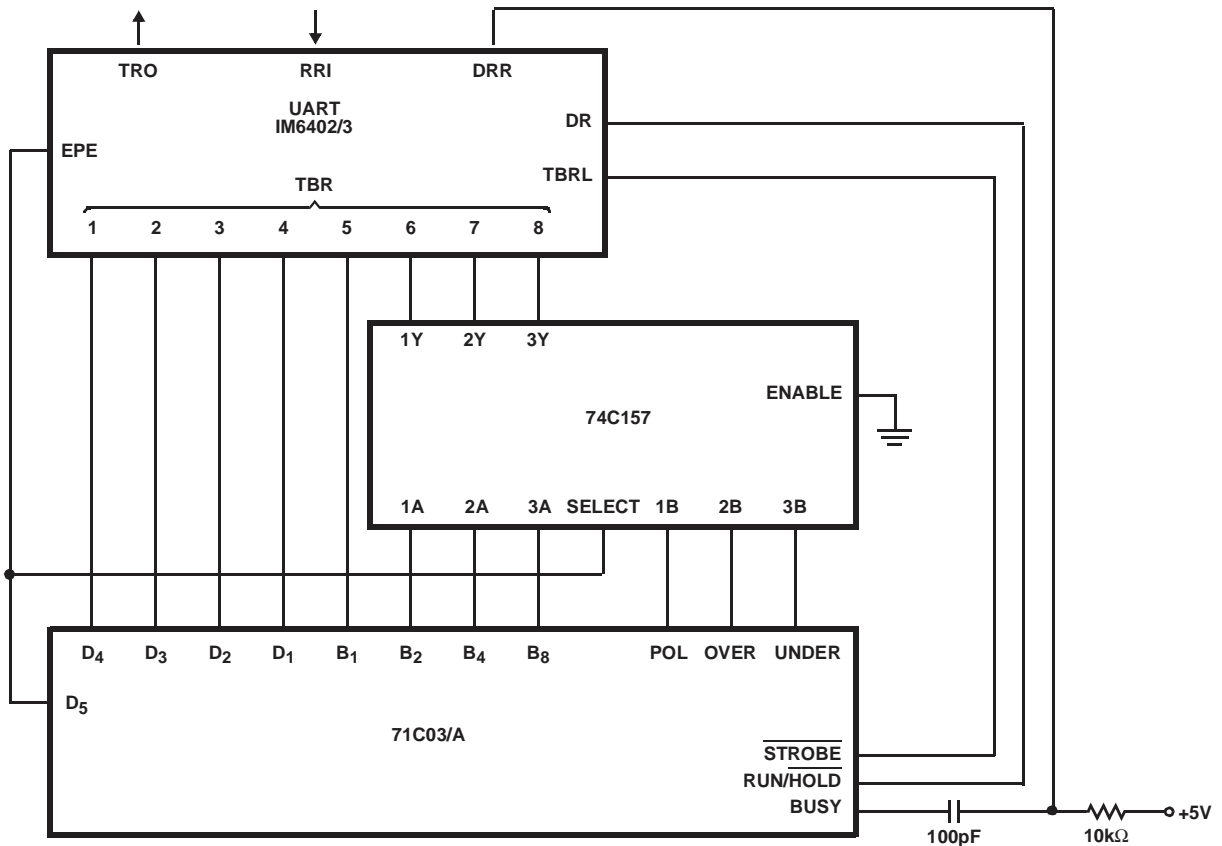 TRO RRI DRR
UART
IM6402/3
DR
EPE
TBRL
TBR
1 2 3 4 5 6 7 8
1Y 2Y 3Y
ENABLE
74C157
1A 2A 3A SELECT 1B 2B 3B
D4 D3 D2 D1 B1 B2 B4 B8 POL OVER UNDER
D5
71C03/A
STROBE
RUN/HOLD
BUSY
+5V
100pF 10kΩ